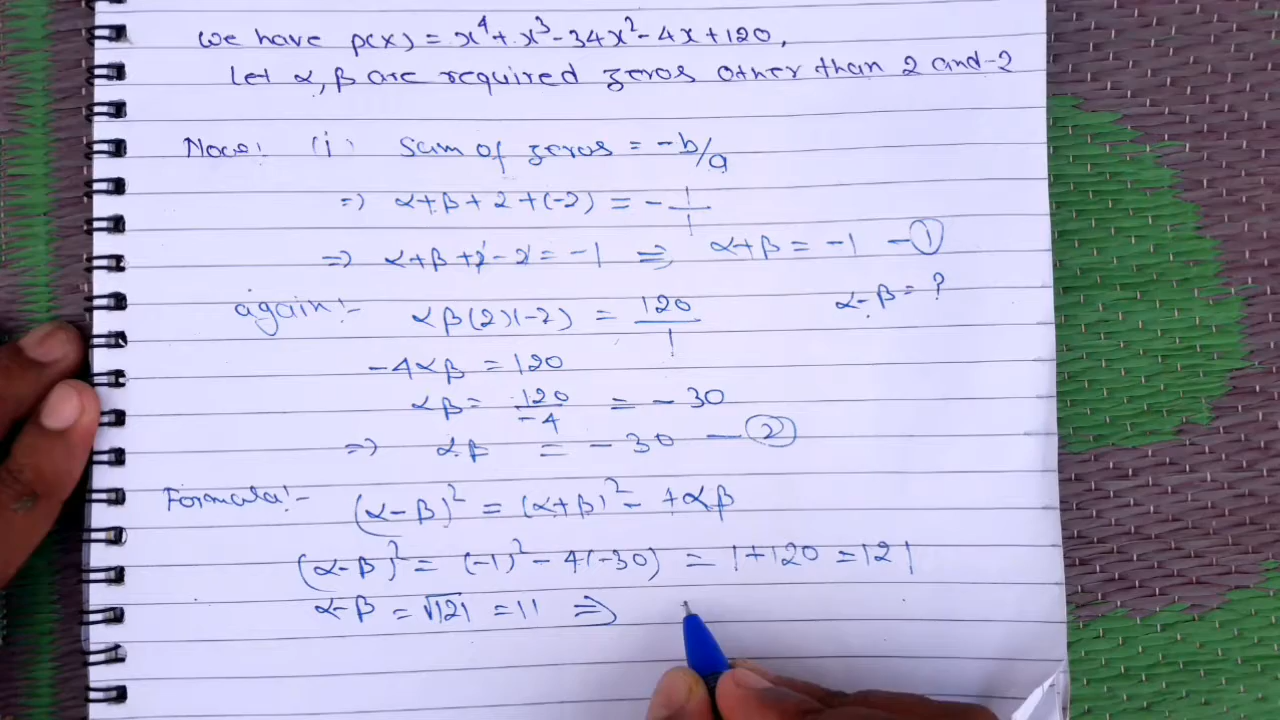 We have p(x) = x⁴ + x³ - 34x² - 4x + 120,
Let α, β are required zeros other than 2 and -2
Now:- (i) Sum of zeros = -b/a
=> α+β+2+(-2) = -1/1
=> α+β+2-2 = -1 => α+β = -1 - ①
again:- αβ(2)(-2) = 120/1 α-β = ?
-4αβ = 120
αβ = 120/-4 = -30
=> αβ = -30 - ②
Formula:- (α-β)² = (α+β)² - 4αβ
(α-β)² = (-1)² - 4(-30) = 1+120 = 121
α-β = √121 = 11 =>